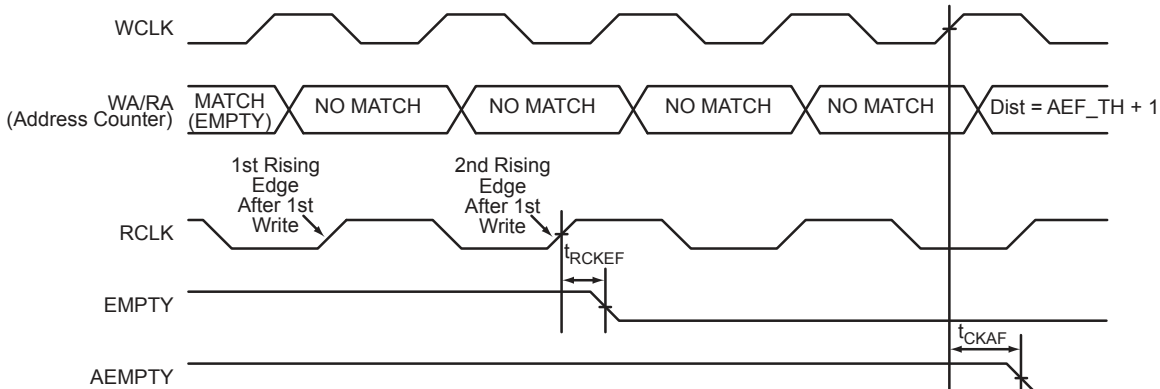 WCLK
WA/RA
(Address Counter)
MATCH
(EMPTY)
NO MATCH
NO MATCH
NO MATCH
NO MATCH
Dist = AEF_TH + 1
1st Rising
Edge
After 1st
Write
2nd Rising
Edge
After 1st
Write
RCLK
tRCKEF
EMPTY
tCKAF
AEMPTY